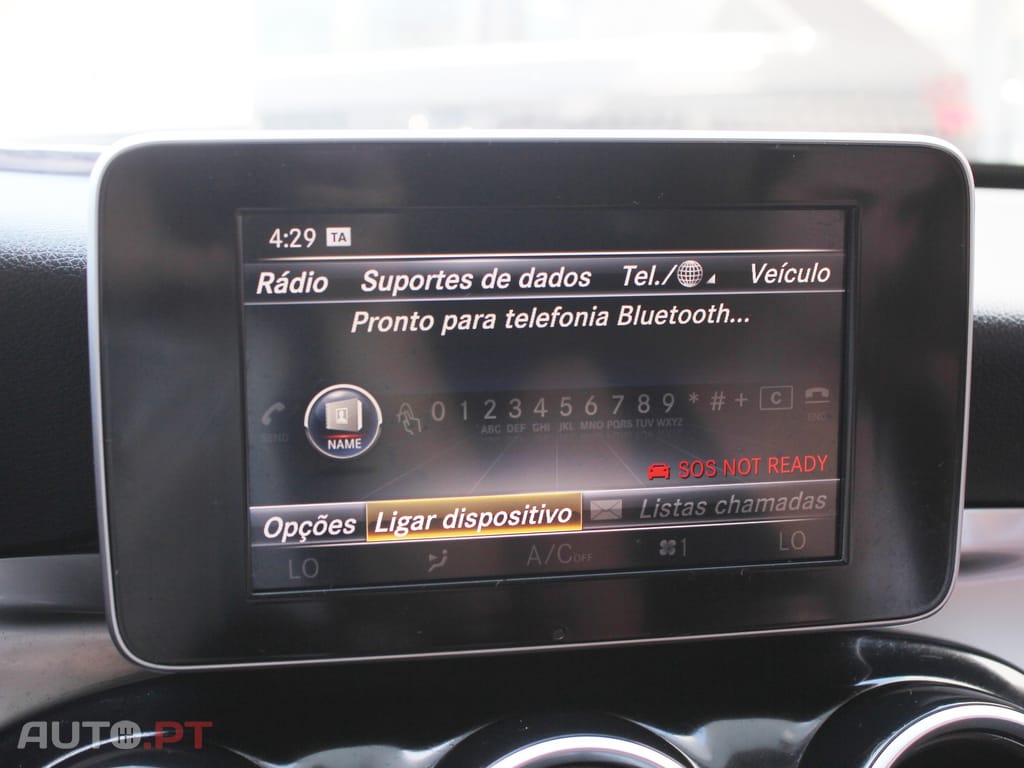 4:29 TA
Rádio Suportes de dados Tel./ Veículo
Pronto para telefonia Bluetooth...
NAME 0 1 2 3 4 5 6 7 8 9 * # + C
ABC DEF GHI JKL MNO PQRS TUV WXYZ
SOS NOT READY
Opções Ligar dispositivo Listas chamadas
LO A/C OFF 1 LO
AUTO.PT